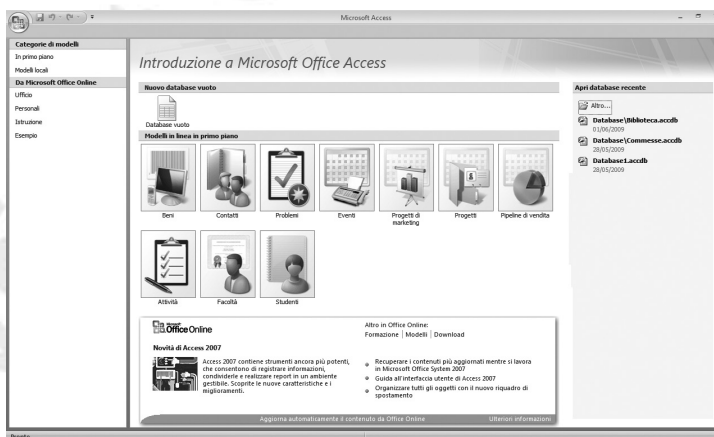 Microsoft Access
Categorie di modelli
In primo piano
Modelli locali
Da Microsoft Office Online
Ufficio
Personali
Istruzione
Esempio
Introduzione a Microsoft Office Access
Nuovo database vuoto
Database vuoto
Modelli in linea in primo piano
Beni
Contatti
Problemi
Eventi
Progetti di
marketing
Progetti
Pipeline di vendita
Attività
Facoltà
Studenti
Microsoft
Office Online
Altro in Office Online:
Formazione | Modelli | Download
Novità di Access 2007
Access 2007 contiene strumenti ancora più potenti,
che consentono di registrare informazioni,
condividerle e realizzare report in un ambiente
gestibile. Scoprite le nuove caratteristiche e i
miglioramenti.
Recuperare i contenuti più aggiornati mentre si lavora
in Microsoft Office System 2007
Guida all'interfaccia utente di Access 2007
Organizzare tutti gli oggetti con il nuovo riquadro di
spostamento
Aggiorna automaticamente il contenuto da Office Online
Ulteriori informazioni
Apri database recente
Altro...
Database\Biblioteca.accdb
01/06/2009
Database\Commesse.accdb
28/05/2009
Database1.accdb
28/05/2009
Pronto